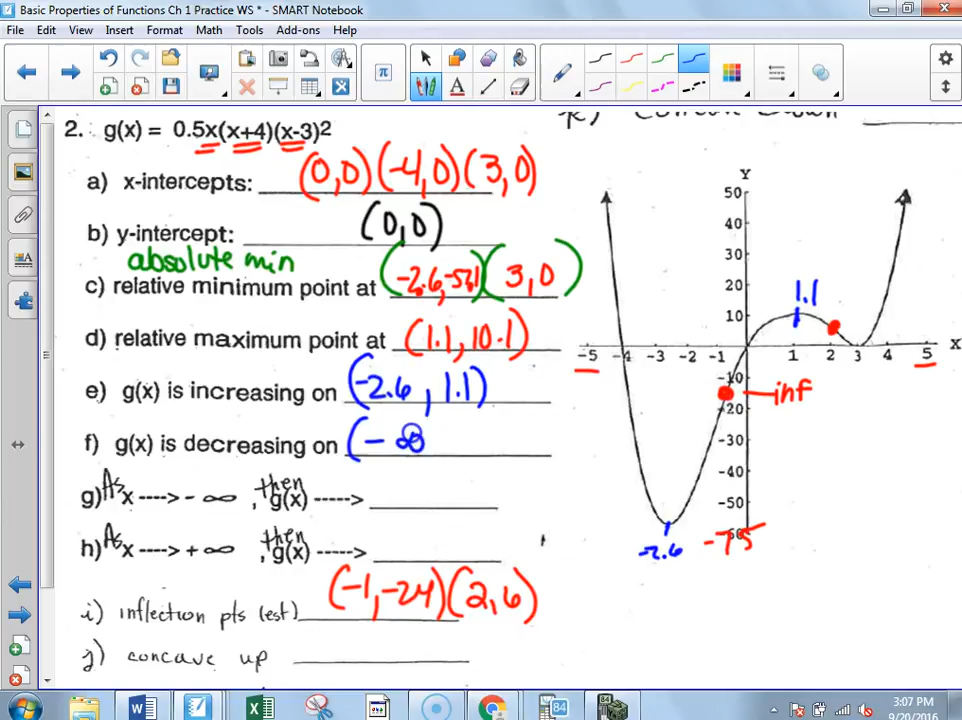 Basic Properties of Functions Ch 1 Practice WS * - SMART Notebook
File Edit View Insert Format Math Tools Add-ons Help
2. g(x) = 0.5x(x+4)(x-3)2
a) x-intercepts: (0,0)(-4,0)(3,0)
b) y-intercept: (0,0)
absolute min
c) relative minimum point at (-2.6, ) (3,0)
d) relative maximum point at (1.1, 10.1)
e) g(x) is increasing on (-2.6, 1.1)
f) g(x) is decreasing on (-∞
g) As x ----> -∞, then g(x) ----->
h) As x ----> +∞, then g(x) ----->
i) inflection pts (est) (-1,-24)(2,6)
j) concave up
Y
50
40
30
20
10
-10
-20
-30
-40
-50
-75
-5 -4 -3 -2 -1 1 2 3 4 5 X
1.1
inf
-2.6
84
3:07 PM
9/20/2016